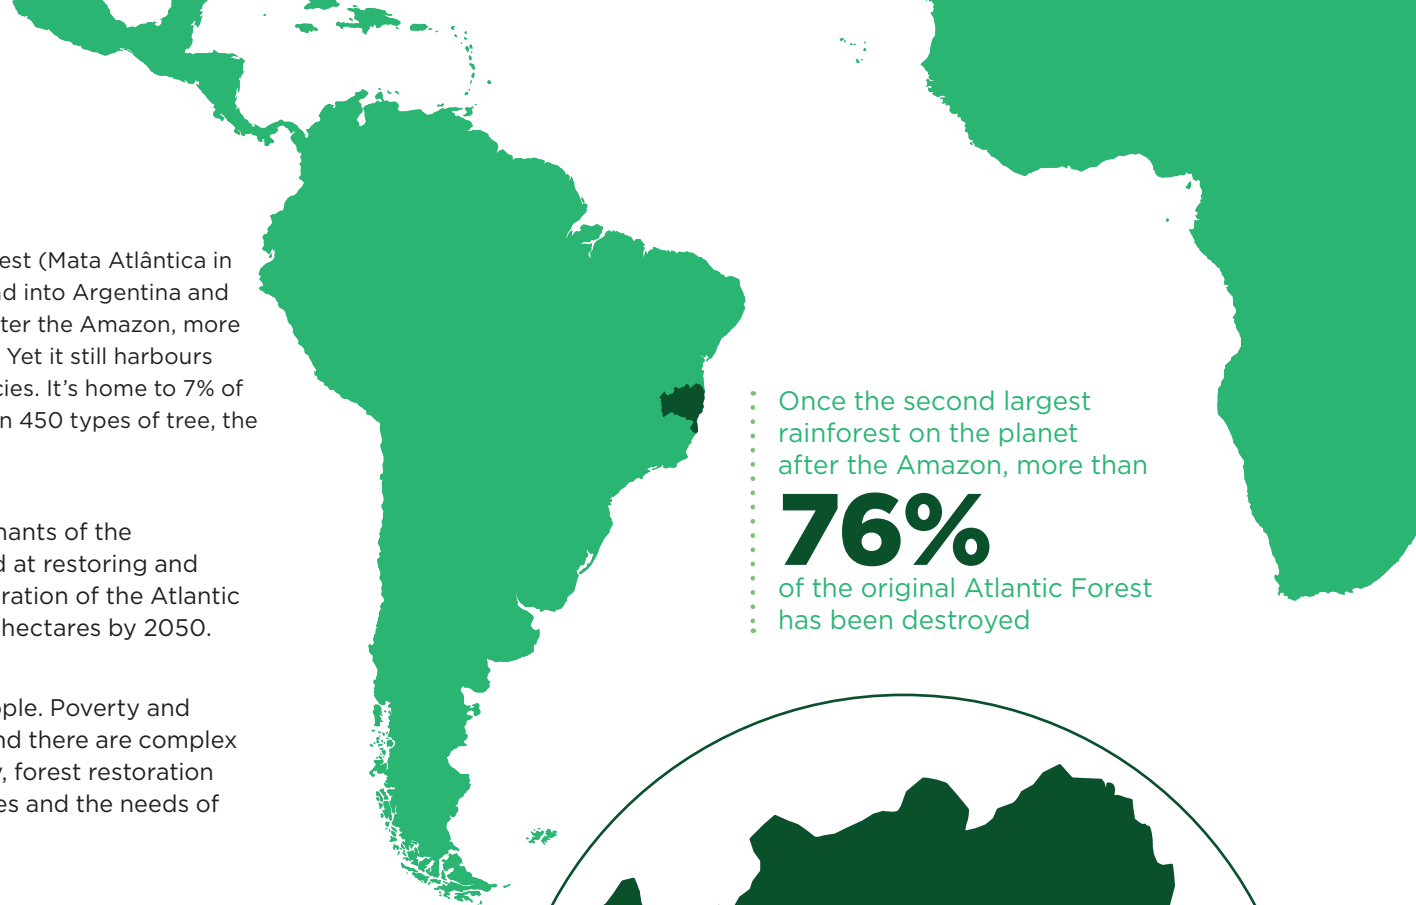 est (Mata Atlântica in
d into Argentina and
ter the Amazon, more
Yet it still harbours
cies. It’s home to 7% of
n 450 types of tree, the
nants of the
d at restoring and
ration of the Atlantic
hectares by 2050.
ople. Poverty and
nd there are complex
, forest restoration
es and the needs of
Once the second largest
rainforest on the planet
after the Amazon, more than
76%
of the original Atlantic Forest
has been destroyed